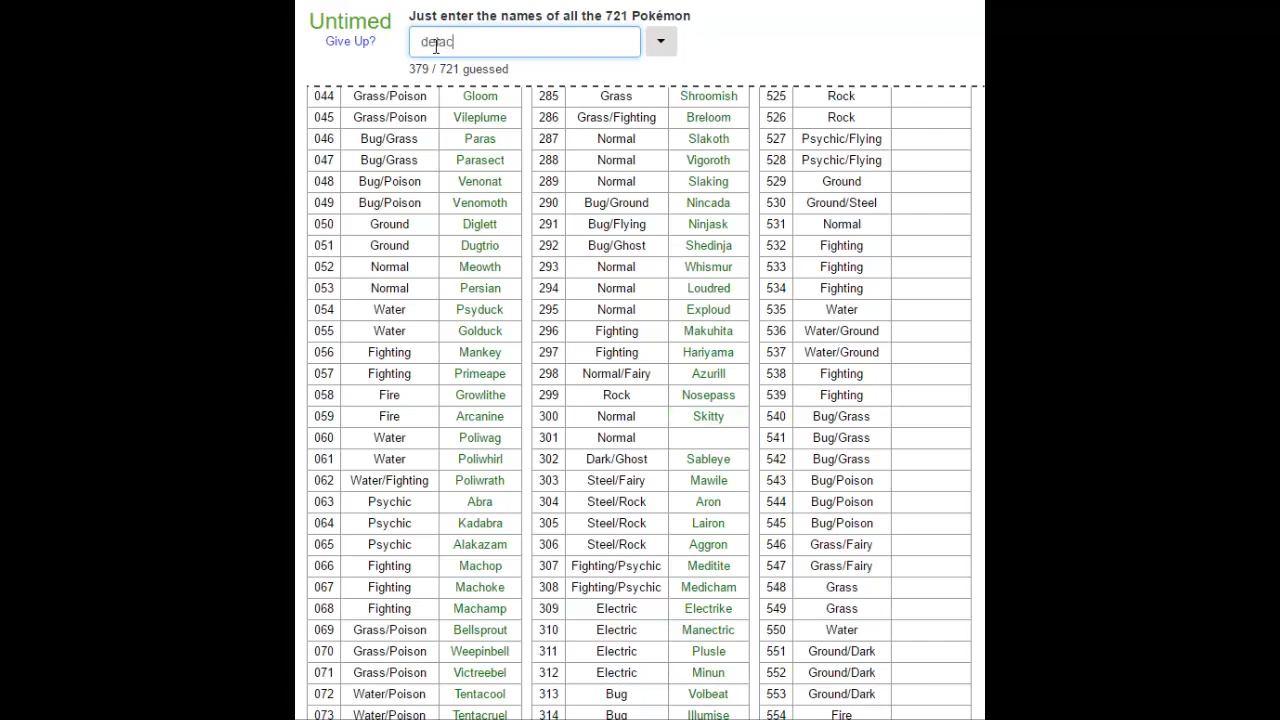 Untimed
Just enter the names of all the 721 Pokémon
Give Up?
379 / 721 guessed
044 Grass/Poison Gloom 285 Grass Shroomish 525 Rock
045 Grass/Poison Vileplume 286 Grass/Fighting Breloom 526 Rock
046 Bug/Grass Paras 287 Normal Slakoth 527 Psychic/Flying
047 Bug/Grass Parasect 288 Normal Vigoroth 528 Psychic/Flying
048 Bug/Poison Venonat 289 Normal Slaking 529 Ground
049 Bug/Poison Venomoth 290 Bug/Ground Nincada 530 Ground/Steel
050 Ground Diglett 291 Bug/Flying Ninjask 531 Normal
051 Ground Dugtrio 292 Bug/Ghost Shedinja 532 Fighting
052 Normal Meowth 293 Normal Whismur 533 Fighting
053 Normal Persian 294 Normal Loudred 534 Fighting
054 Water Psyduck 295 Normal Exploud 535 Water
055 Water Golduck 296 Fighting Makuhita 536 Water/Ground
056 Fighting Mankey 297 Fighting Hariyama 537 Water/Ground
057 Fighting Primeape 298 Normal/Fairy Azurill 538 Fighting
058 Fire Growlithe 299 Rock Nosepass 539 Fighting
059 Fire Arcanine 300 Normal Skitty 540 Bug/Grass
060 Water Poliwag 301 Normal 541 Bug/Grass
061 Water Poliwhirl 302 Dark/Ghost Sableye 542 Bug/Grass
062 Water/Fighting Poliwrath 303 Steel/Fairy Mawile 543 Bug/Poison
063 Psychic Abra 304 Steel/Rock Aron 544 Bug/Poison
064 Psychic Kadabra 305 Steel/Rock Lairon 545 Bug/Poison
065 Psychic Alakazam 306 Steel/Rock Aggron 546 Grass/Fairy
066 Fighting Machop 307 Fighting/Psychic Meditite 547 Grass/Fairy
067 Fighting Machoke 308 Fighting/Psychic Medicham 548 Grass
068 Fighting Machamp 309 Electric Electrike 549 Grass
069 Grass/Poison Bellsprout 310 Electric Manectric 550 Water
070 Grass/Poison Weepinbell 311 Electric Plusle 551 Ground/Dark
071 Grass/Poison Victreebel 312 Electric Minun 552 Ground/Dark
072 Water/Poison Tentacool 313 Bug Volbeat 553 Ground/Dark
073 Water/Poison Tentacruel 314 Bug Illumise 554 Fire